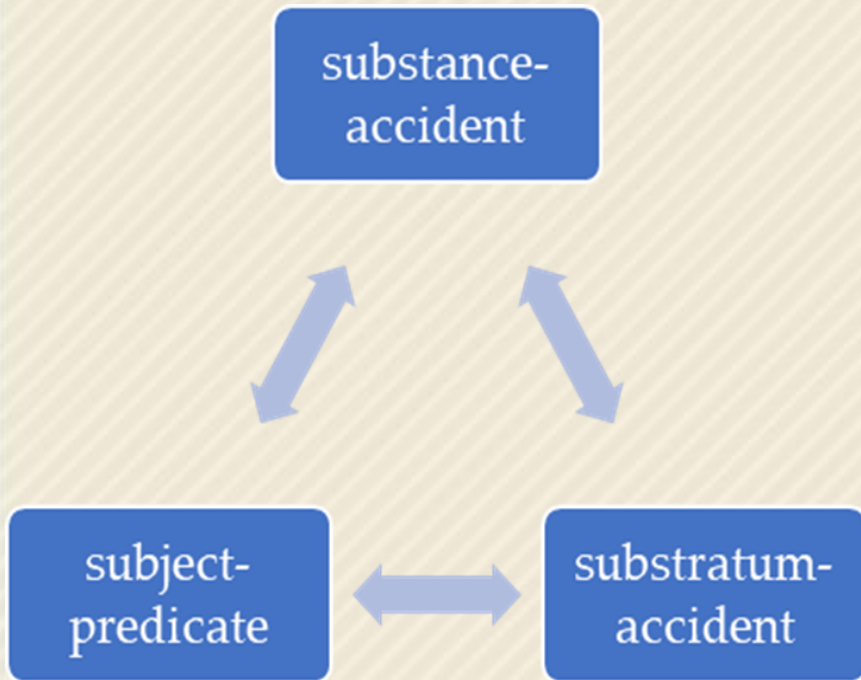 substance-
accident
subject-
predicate
substratum-
accident